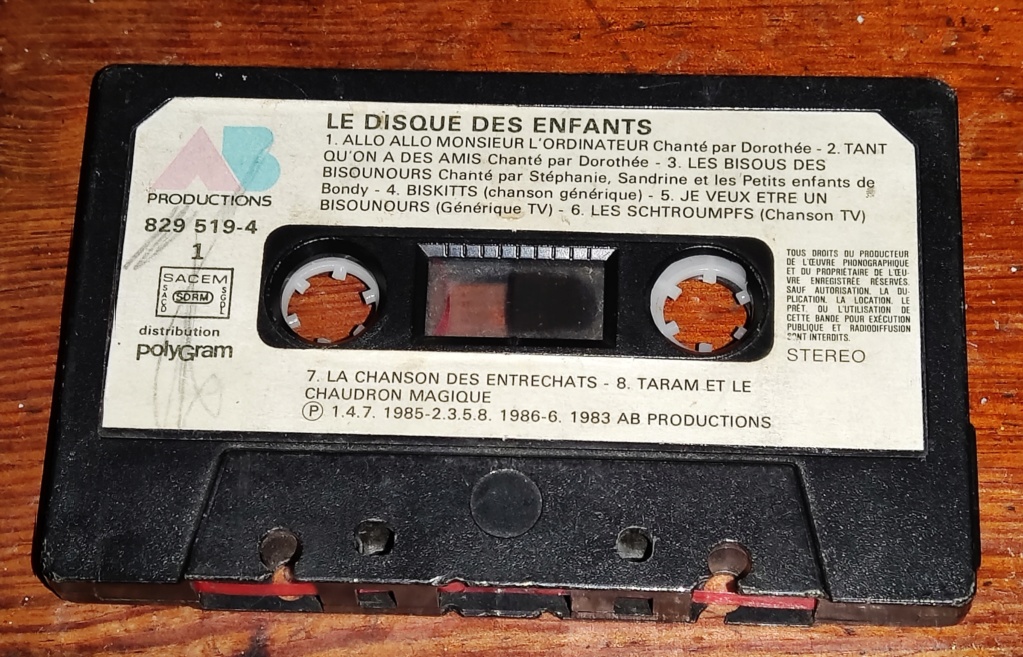 LE DISQUE DES ENFANTS
1. ALLO ALLO MONSIEUR L'ORDINATEUR Chanté par Dorothée - 2. TANT
QU'ON A DES AMIS Chanté par Dorothée - 3. LES BISOUS DES
BISOUNOURS Chanté par Stéphanie, Sandrine et les Petits enfants de
Bondy - 4. BISKITTS (chanson générique) - 5. JE VEUX ETRE UN
BISOUNOURS (Générique TV) - 6. LES SCHTROUMPFS (Chanson TV)
AB
PRODUCTIONS
829 519-4
1
SACEM
SACD
SDRM
SGDL
distribution
polyGram
TOUS DROITS DU PRODUCTEUR
DE L'ŒUVRE PHONOGRAPHIQUE
ET DU PROPRIÉTAIRE DE L'ŒU-
VRE ENREGISTRÉE RÉSERVÉS.
SAUF AUTORISATION, LA DU-
PLICATION, LA LOCATION, LE
PRÊT, OU L'UTILISATION DE
CETTE BANDE POUR EXÉCUTION
PUBLIQUE ET RADIODIFFUSION
SONT INTERDITS.
STEREO
7. LA CHANSON DES ENTRECHATS - 8. TARAM ET LE
CHAUDRON MAGIQUE
Ⓟ 1.4.7. 1985-2.3.5.8. 1986-6. 1983 AB PRODUCTIONS